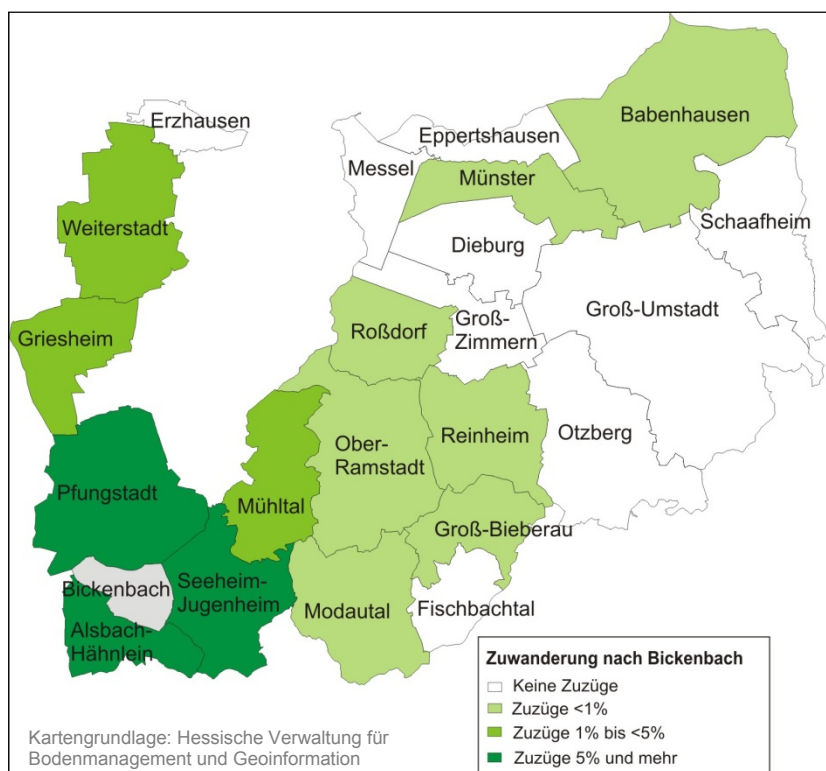 Erzhausen
Eppertshausen
Babenhausen
Messel
Münster
Schaafheim
Weiterstadt
Dieburg
Groß-Umstadt
Griesheim
Roßdorf
Groß-
Zimmern
Ober-
Ramstadt
Reinheim
Otzberg
Pfungstadt
Mühltal
Groß-Bieberau
Bickenbach
Seeheim-
Jugenheim
Modautal
Fischbachtal
Alsbach-
Hähnlein
Zuwanderung nach Bickenbach
Keine Zuzüge
Zuzüge <1%
Zuzüge 1% bis <5%
Zuzüge 5% und mehr
Kartengrundlage: Hessische Verwaltung für
Bodenmanagement und Geoinformation